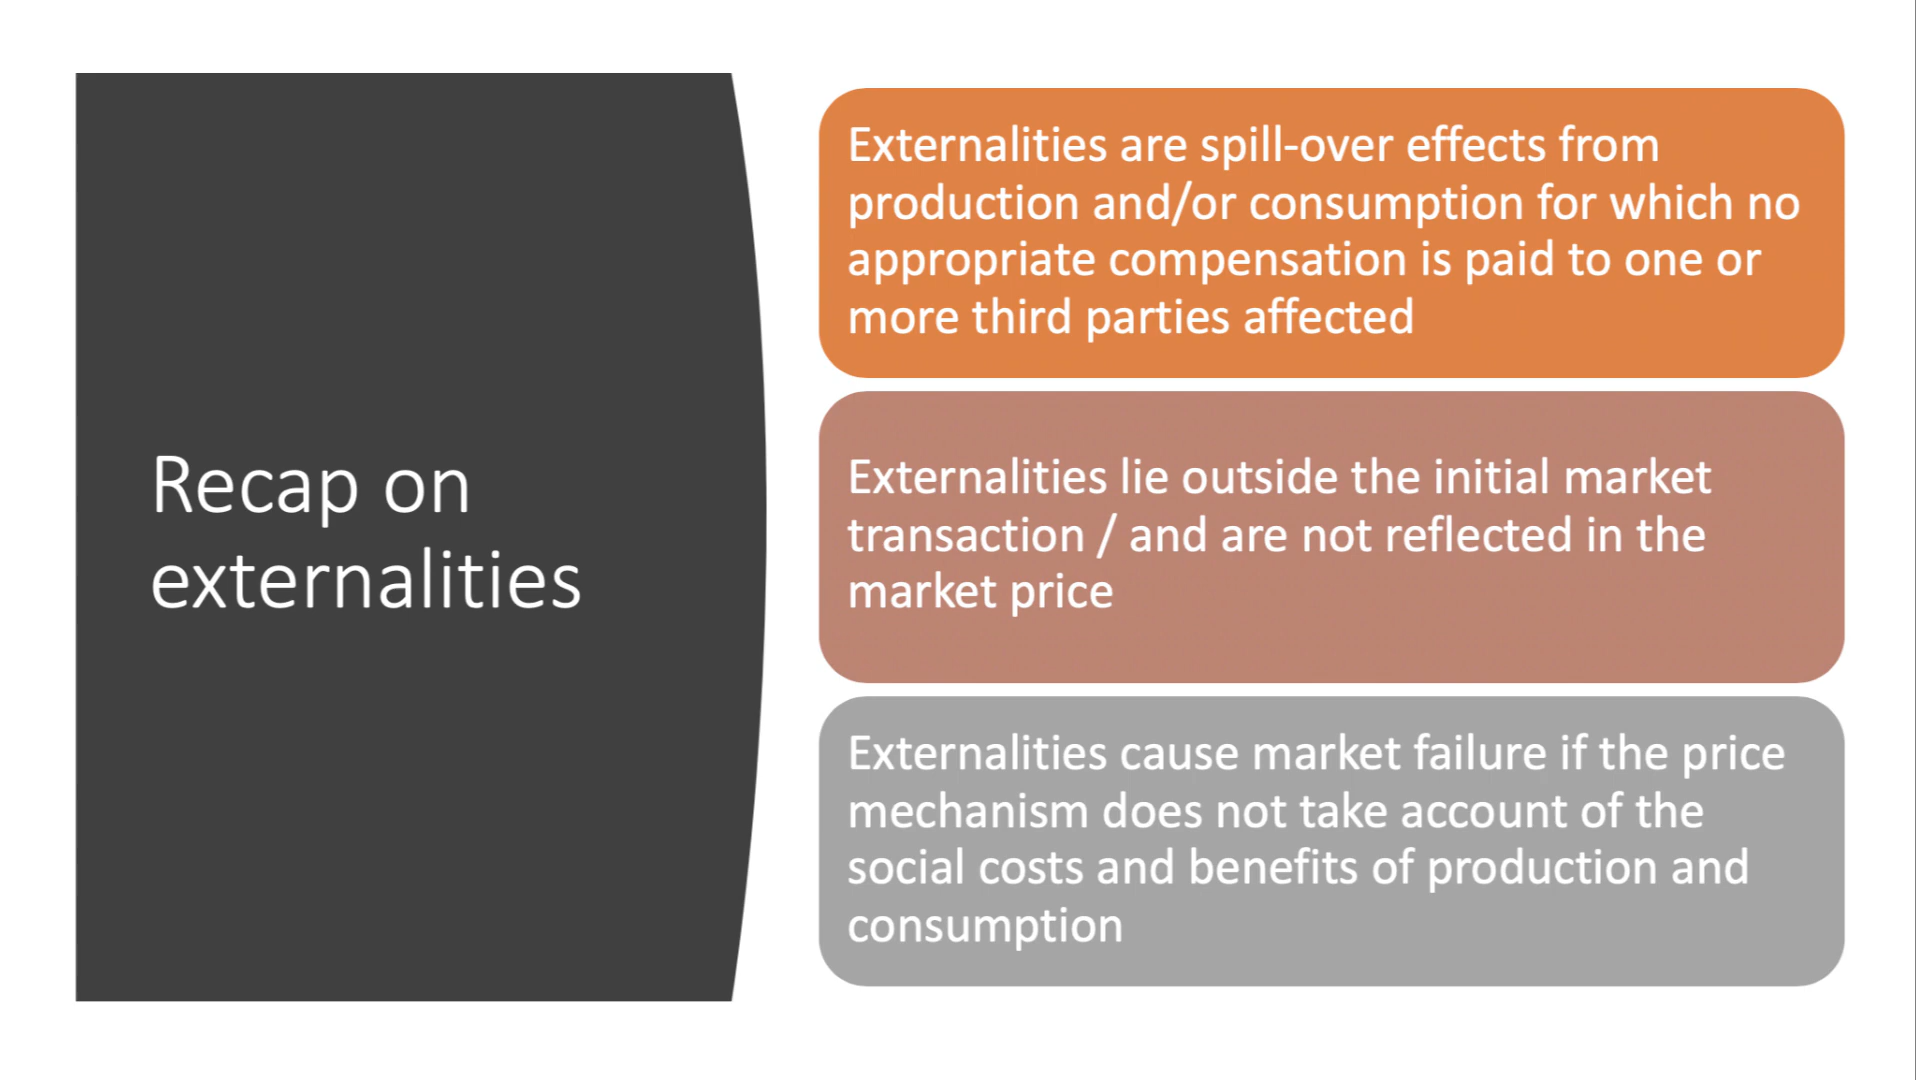 Recap on
externalities
Externalities are spill-over effects from
production and/or consumption for which no
appropriate compensation is paid to one or
more third parties affected
Externalities lie outside the initial market
transaction / and are not reflected in the
market price
Externalities cause market failure if the price
mechanism does not take account of the
social costs and benefits of production and
consumption